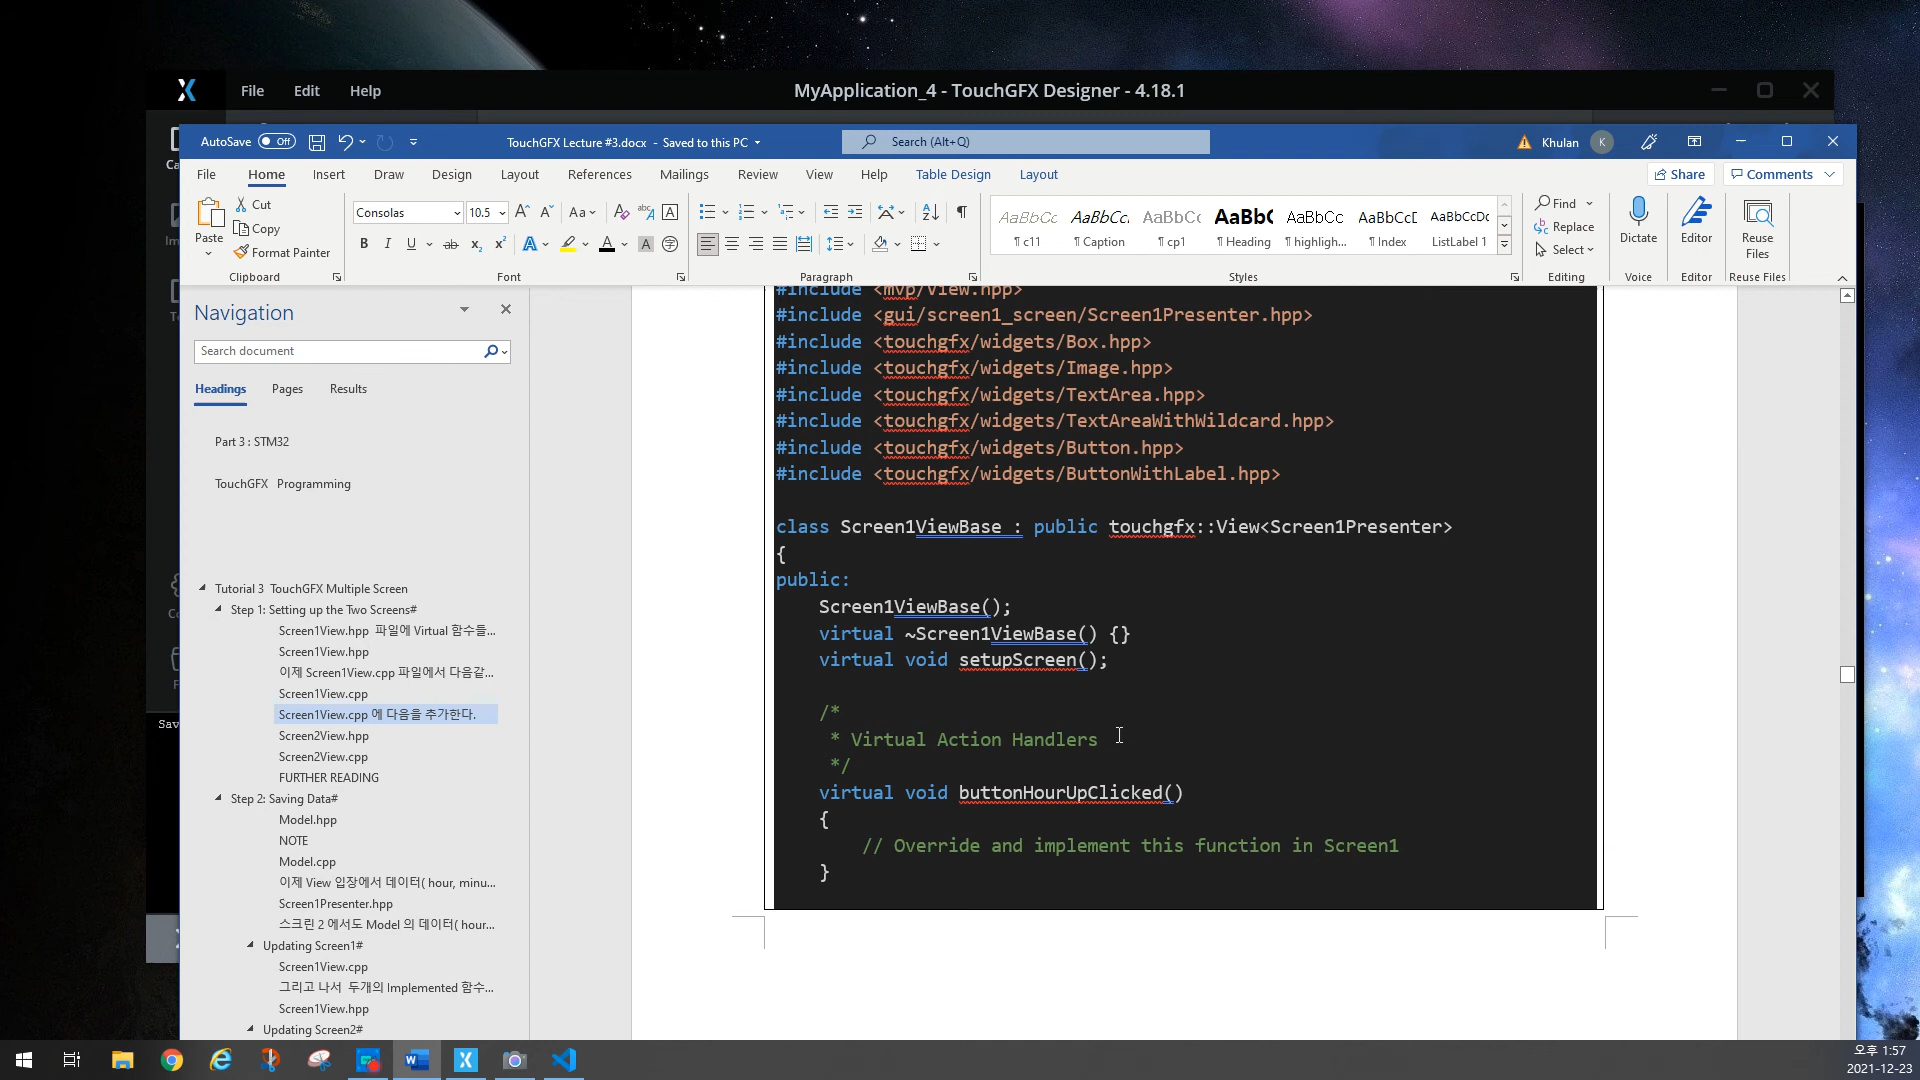 File Edit Help
MyApplication_4 - TouchGFX Designer - 4.18.1
AutoSave Off
TouchGFX Lecture #3.docx - Saved to this PC
Search (Alt+Q)
Khulan K
File Home Insert Draw Design Layout References Mailings Review View Help Table Design Layout
Share Comments
Paste
Cut
Copy
Format Painter
Clipboard
Consolas 10.5
Font
Paragraph
AaBbCc AaBbCc AaBbCc AaBbC AaBbCc AaBbCcD AaBbCcDc
¶ c11 ¶ Caption ¶ cp1 ¶ Heading ¶ highligh... ¶ Index ListLabel 1
Styles
Find
Replace
Select
Editing
Dictate
Voice
Editor
Editor
Reuse Files
Reuse Files
Navigation
Search document
Headings Pages Results
Part 3 : STM32
TouchGFX Programming
Tutorial 3 TouchGFX Multiple Screen
Step 1: Setting up the Two Screens#
Screen1View.hpp 파일에 Virtual 함수들...
Screen1View.hpp
이제 Screen1View.cpp 파일에서 다음같...
Screen1View.cpp
Screen1View.cpp 에 다음을 추가한다.
Screen2View.hpp
Screen2View.cpp
FURTHER READING
Step 2: Saving Data#
Model.hpp
NOTE
Model.cpp
이제 View 입장에서 데이터( hour, minu...
Screen1Presenter.hpp
스크린 2 에서도 Model 의 데이터( hour...
Updating Screen1#
Screen1View.cpp
그리고 나서 두개의 Implemented 함수...
Screen1View.hpp
Updating Screen2#
#include <mvp/View.hpp>
#include <gui/screen1_screen/Screen1Presenter.hpp>
#include <touchgfx/widgets/Box.hpp>
#include <touchgfx/widgets/Image.hpp>
#include <touchgfx/widgets/TextArea.hpp>
#include <touchgfx/widgets/TextAreaWithWildcard.hpp>
#include <touchgfx/widgets/Button.hpp>
#include <touchgfx/widgets/ButtonWithLabel.hpp>
class Screen1ViewBase : public touchgfx::View<Screen1Presenter>
{
public:
Screen1ViewBase();
virtual ~Screen1ViewBase() {}
virtual void setupScreen();
/*
* Virtual Action Handlers
*/
virtual void buttonHourUpClicked()
{
// Override and implement this function in Screen1
}
오후 1:57
2021-12-23